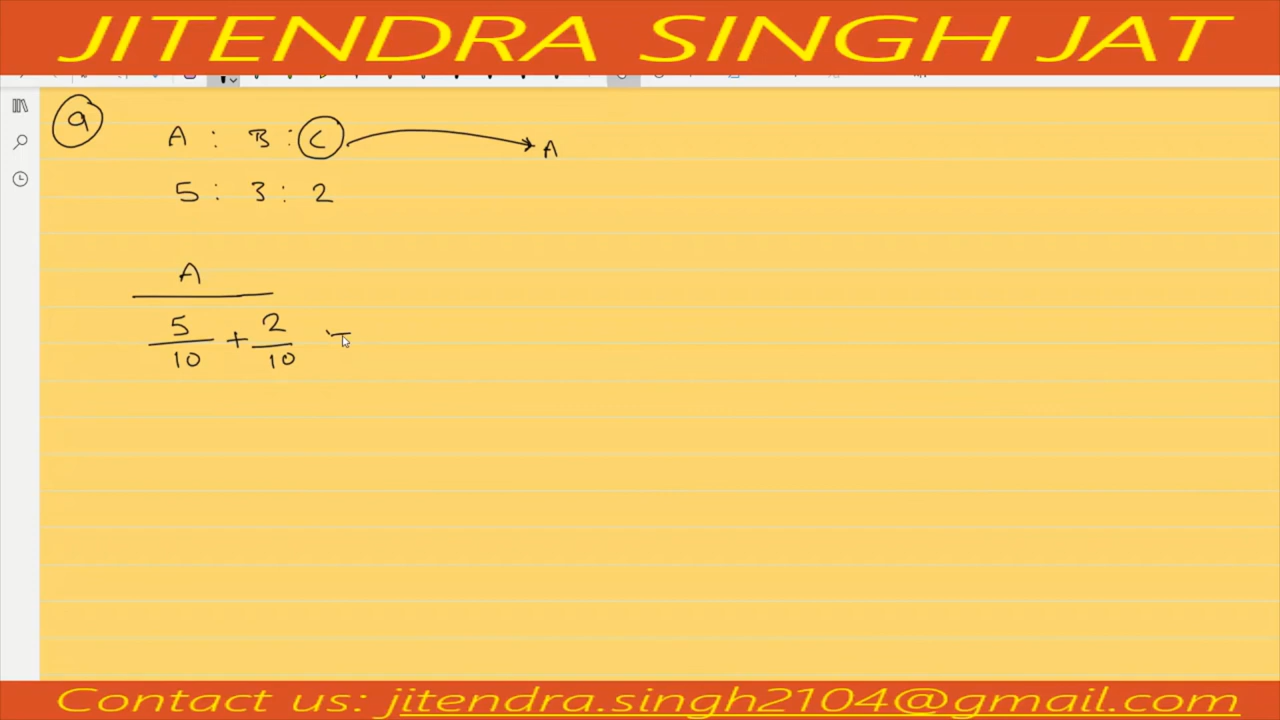 JITENDRA SINGH JAT
9
A : B : C → A
5 : 3 : 2
A
5/10 + 2/10
Contact us: jitendra.singh2104@gmail.com